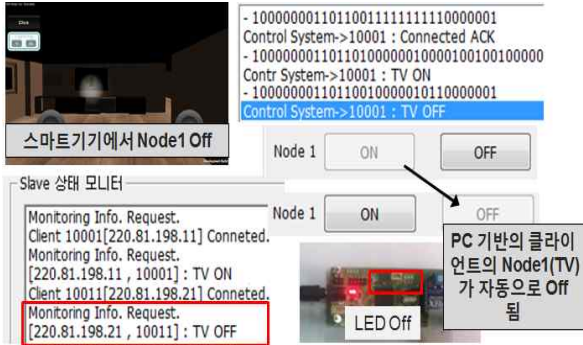 Click
- 10000000110110011111111110000001
Control System->10001 : Connected ACK
- 10000000110110100000010000100100100000
Contr System->10001 : TV ON
- 10000000110110010000010110000001
Control System->10001 : TV OFF
스마트기기에서 Node1 Off
Node 1 ON OFF
Slave 상태 모니터
Monitoring Info. Request.
Client 10001[220.81.198.11] Conneted.
Monitoring Info. Request.
[220.81.198.11 , 10001] : TV ON
Client 10011[220.81.198.21] Conneted.
Monitoring Info. Request.
[220.81.198.21 , 10011] : TV OFF
Node 1 ON OFF
PC 기반의 클라이
언트의 Node1(TV)
가 자동으로 Off
됨
LED Off